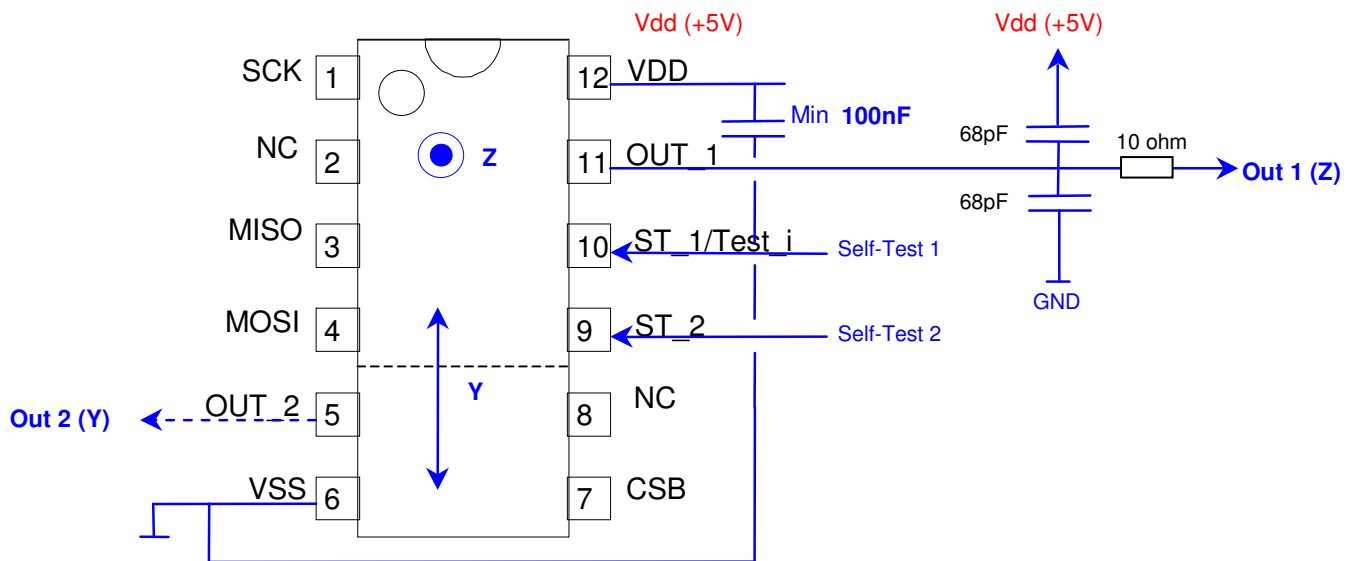 Vdd (+5V)
Vdd (+5V)
SCK 1
12 VDD
Min 100nF
68pF
10 ohm
NC 2
Z
11 OUT_1
Out 1 (Z)
68pF
MISO 3
10 ST_1/Test_i
Self-Test 1
GND
MOSI 4
9 ST_2
Self-Test 2
Y
Out 2 (Y)
OUT_2 5
8 NC
VSS 6
7 CSB